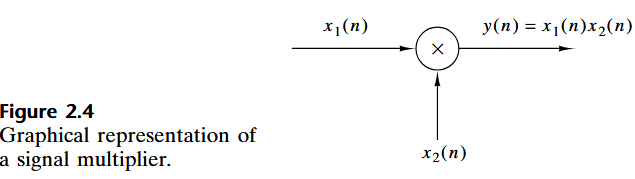 x₁(n)
y(n) = x₁(n)x₂(n)
×
x₂(n)
Figure 2.4
Graphical representation of
a signal multiplier.